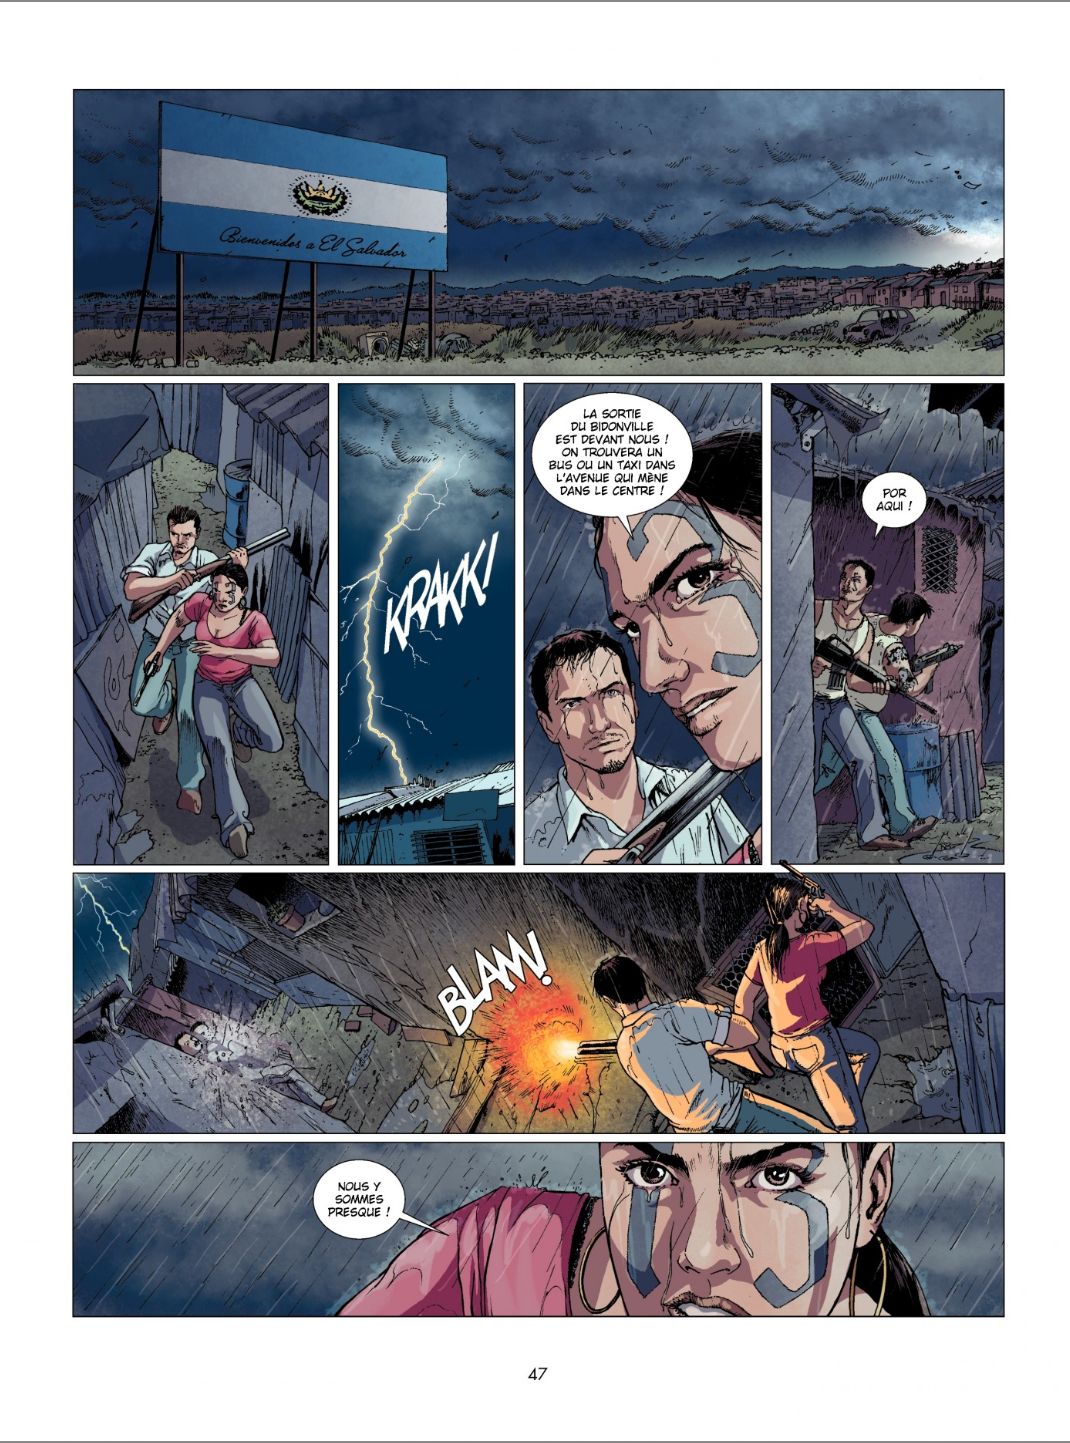 Bienvenidos a El Salvador
KRAKK!
LA SORTIE
DU BIDONVILLE
EST DEVANT NOUS !
ON TROUVERA UN
BUS OU UN TAXI DANS
L'AVENUE QUI MÈNE
DANS LE CENTRE !
POR
AQUI !
BLAM!
NOUS Y
SOMMES
PRESQUE !
47